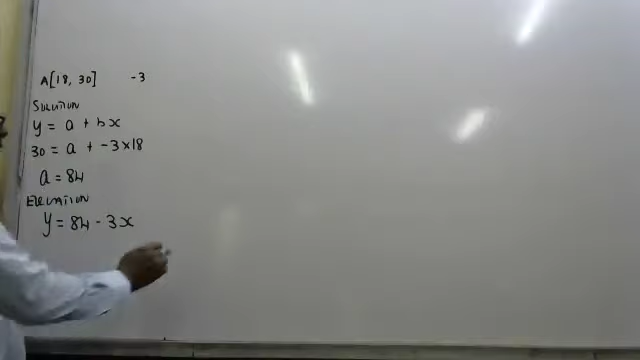 A[18, 30] -3
SOLUTION
y = a + bx
30 = a + -3×18
a = 84
EQUATION
y = 84 - 3x